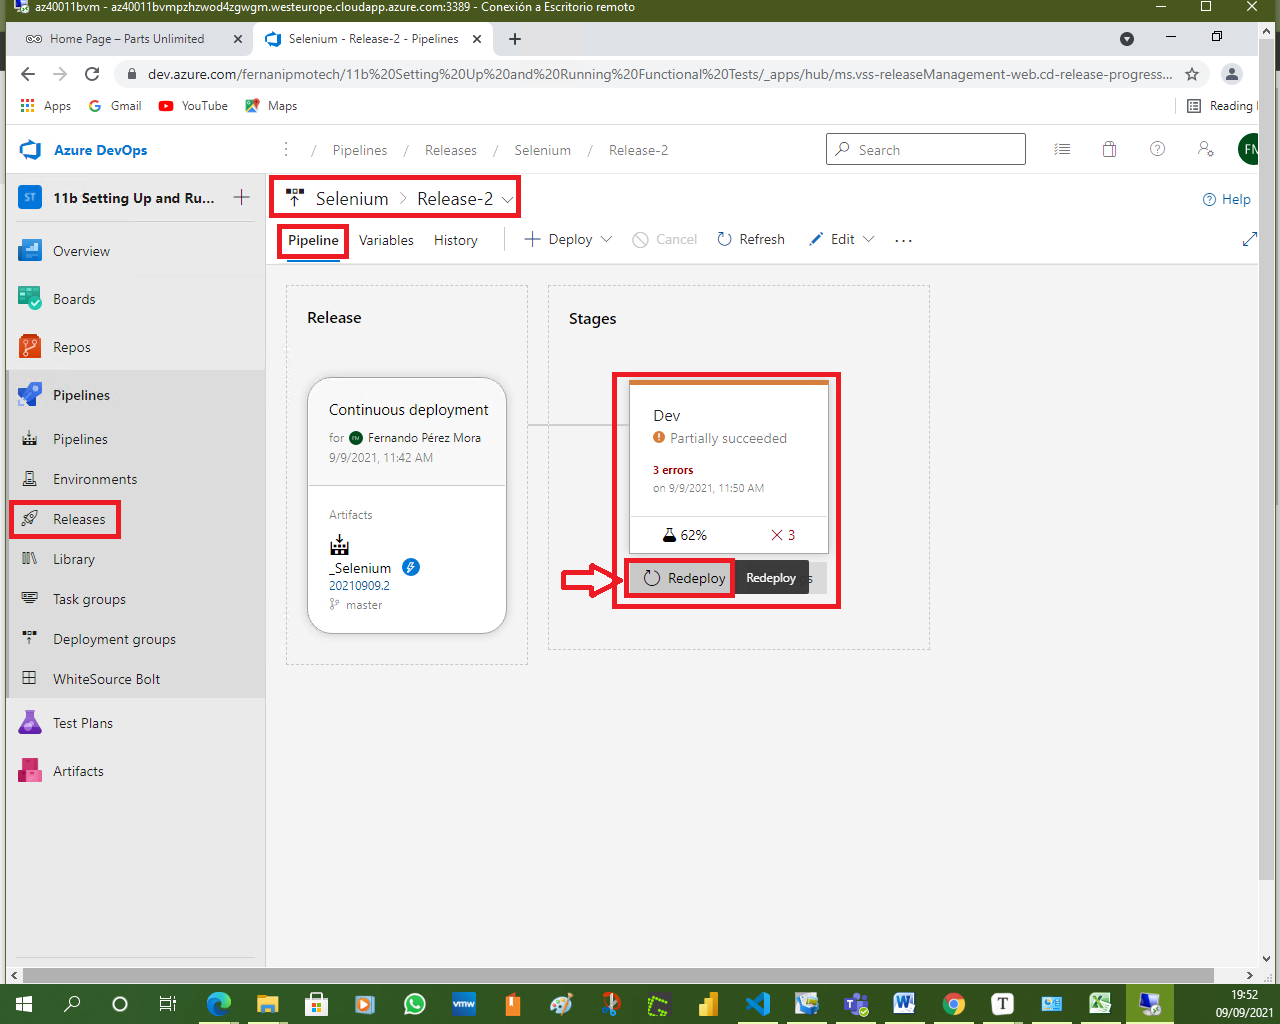 az40011bvm - az40011bvmpzhzwod4zgwgm.westeurope.cloudapp.azure.com:3389 - Conexión a Escritorio remoto
Home Page – Parts Unlimited
Selenium - Release-2 - Pipelines
dev.azure.com/fernanipmotech/11b%20Setting%20Up%20and%20Running%20Functional%20Tests/_apps/hub/ms.vss-releaseManagement-web.cd-release-progress...
Apps
Gmail
YouTube
Maps
Reading
Azure DevOps
/ Pipelines / Releases / Selenium / Release-2
Search
FM
ST
11b Setting Up and Ru...
Selenium
Release-2
Help
Pipeline
Variables
History
Deploy
Cancel
Refresh
Edit
...
Overview
Boards
Repos
Pipelines
Pipelines
Environments
Releases
Library
Task groups
Deployment groups
WhiteSource Bolt
Test Plans
Artifacts
Release
Continuous deployment
for FM Fernando Pérez Mora
9/9/2021, 11:42 AM
Artifacts
_Selenium
20210909.2
master
Stages
Dev
Partially succeeded
3 errors
on 9/9/2021, 11:50 AM
62%
3
Redeploy
Redeploy
vmw
T
19:52
09/09/2021